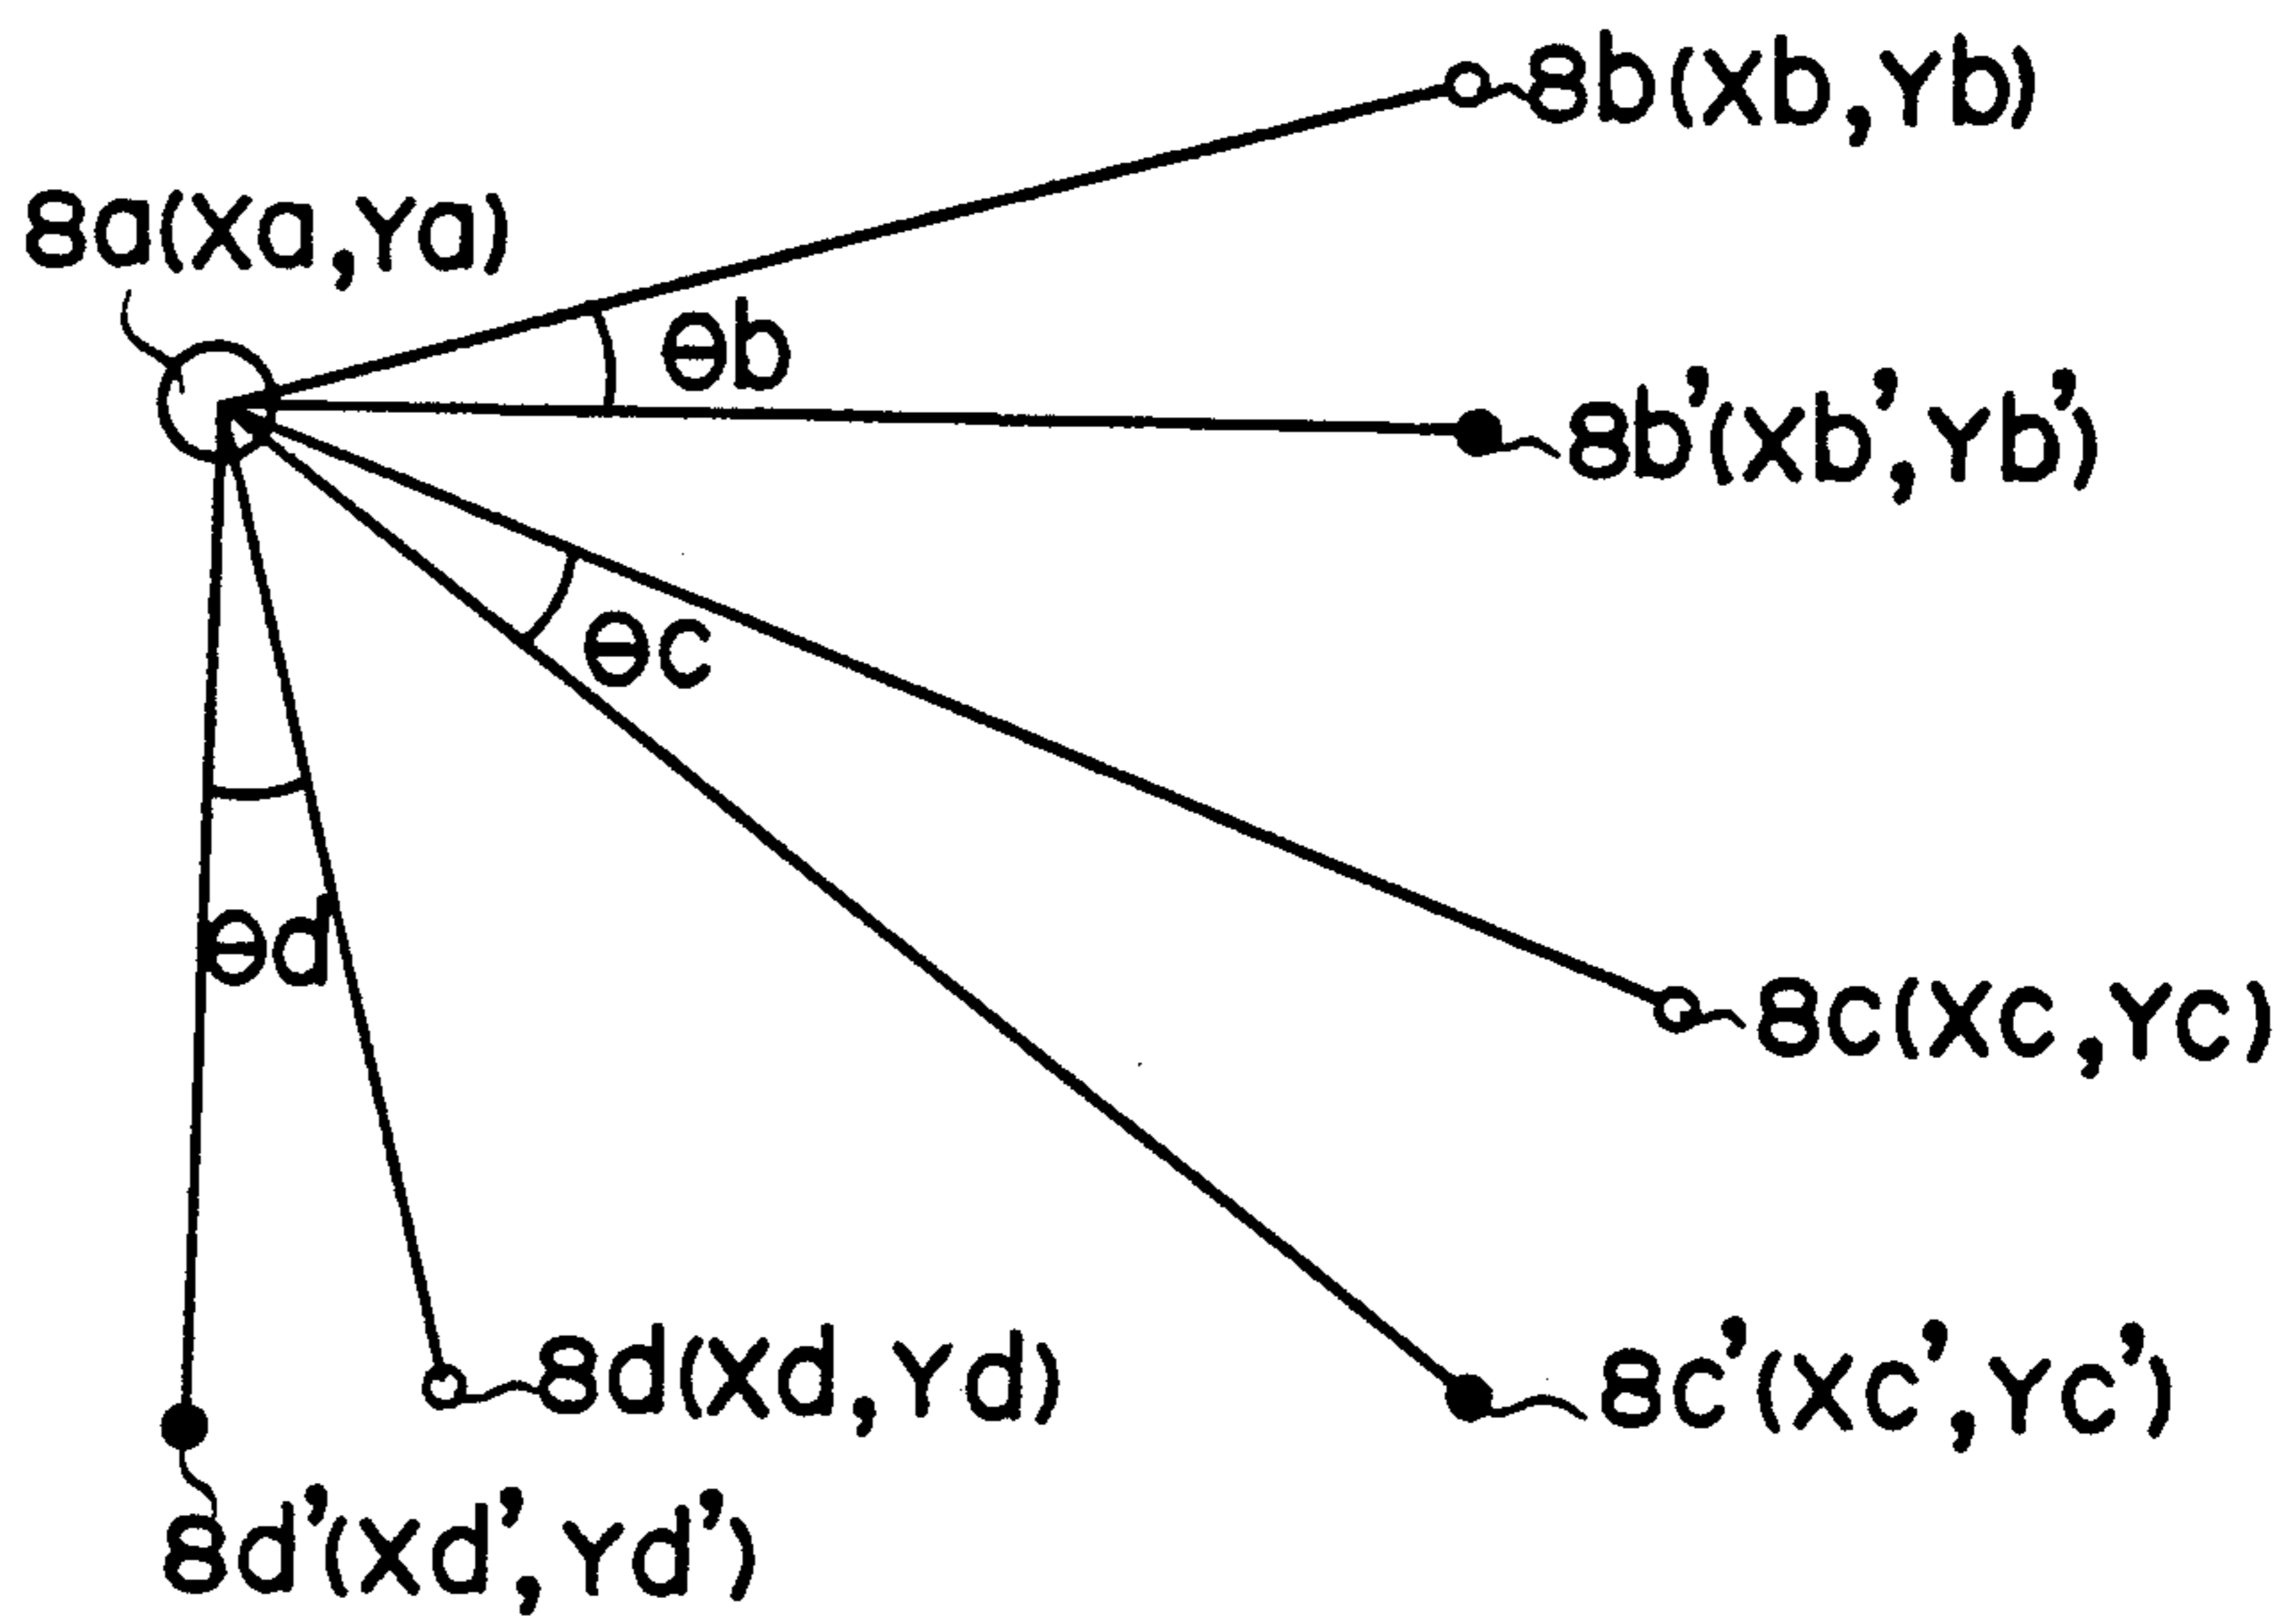 8b(Xb,Yb)
8a(Xa,Ya)
θb
8b'(Xb',Yb')
θc
θd
8c(Xc,Yc)
8d(Xd,Yd)
8c'(Xc',Yc')
8d'(Xd',Yd')